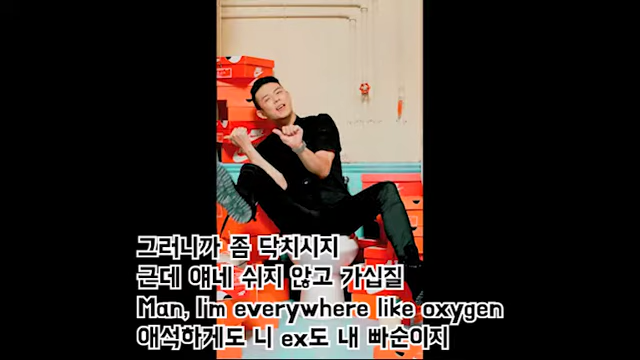 그러니까 좀 닥치시지
근데 얘네 쉬지 않고 가십질
Man, I'm everywhere like oxygen
애석하게도 니 ex도 내 빠순이지